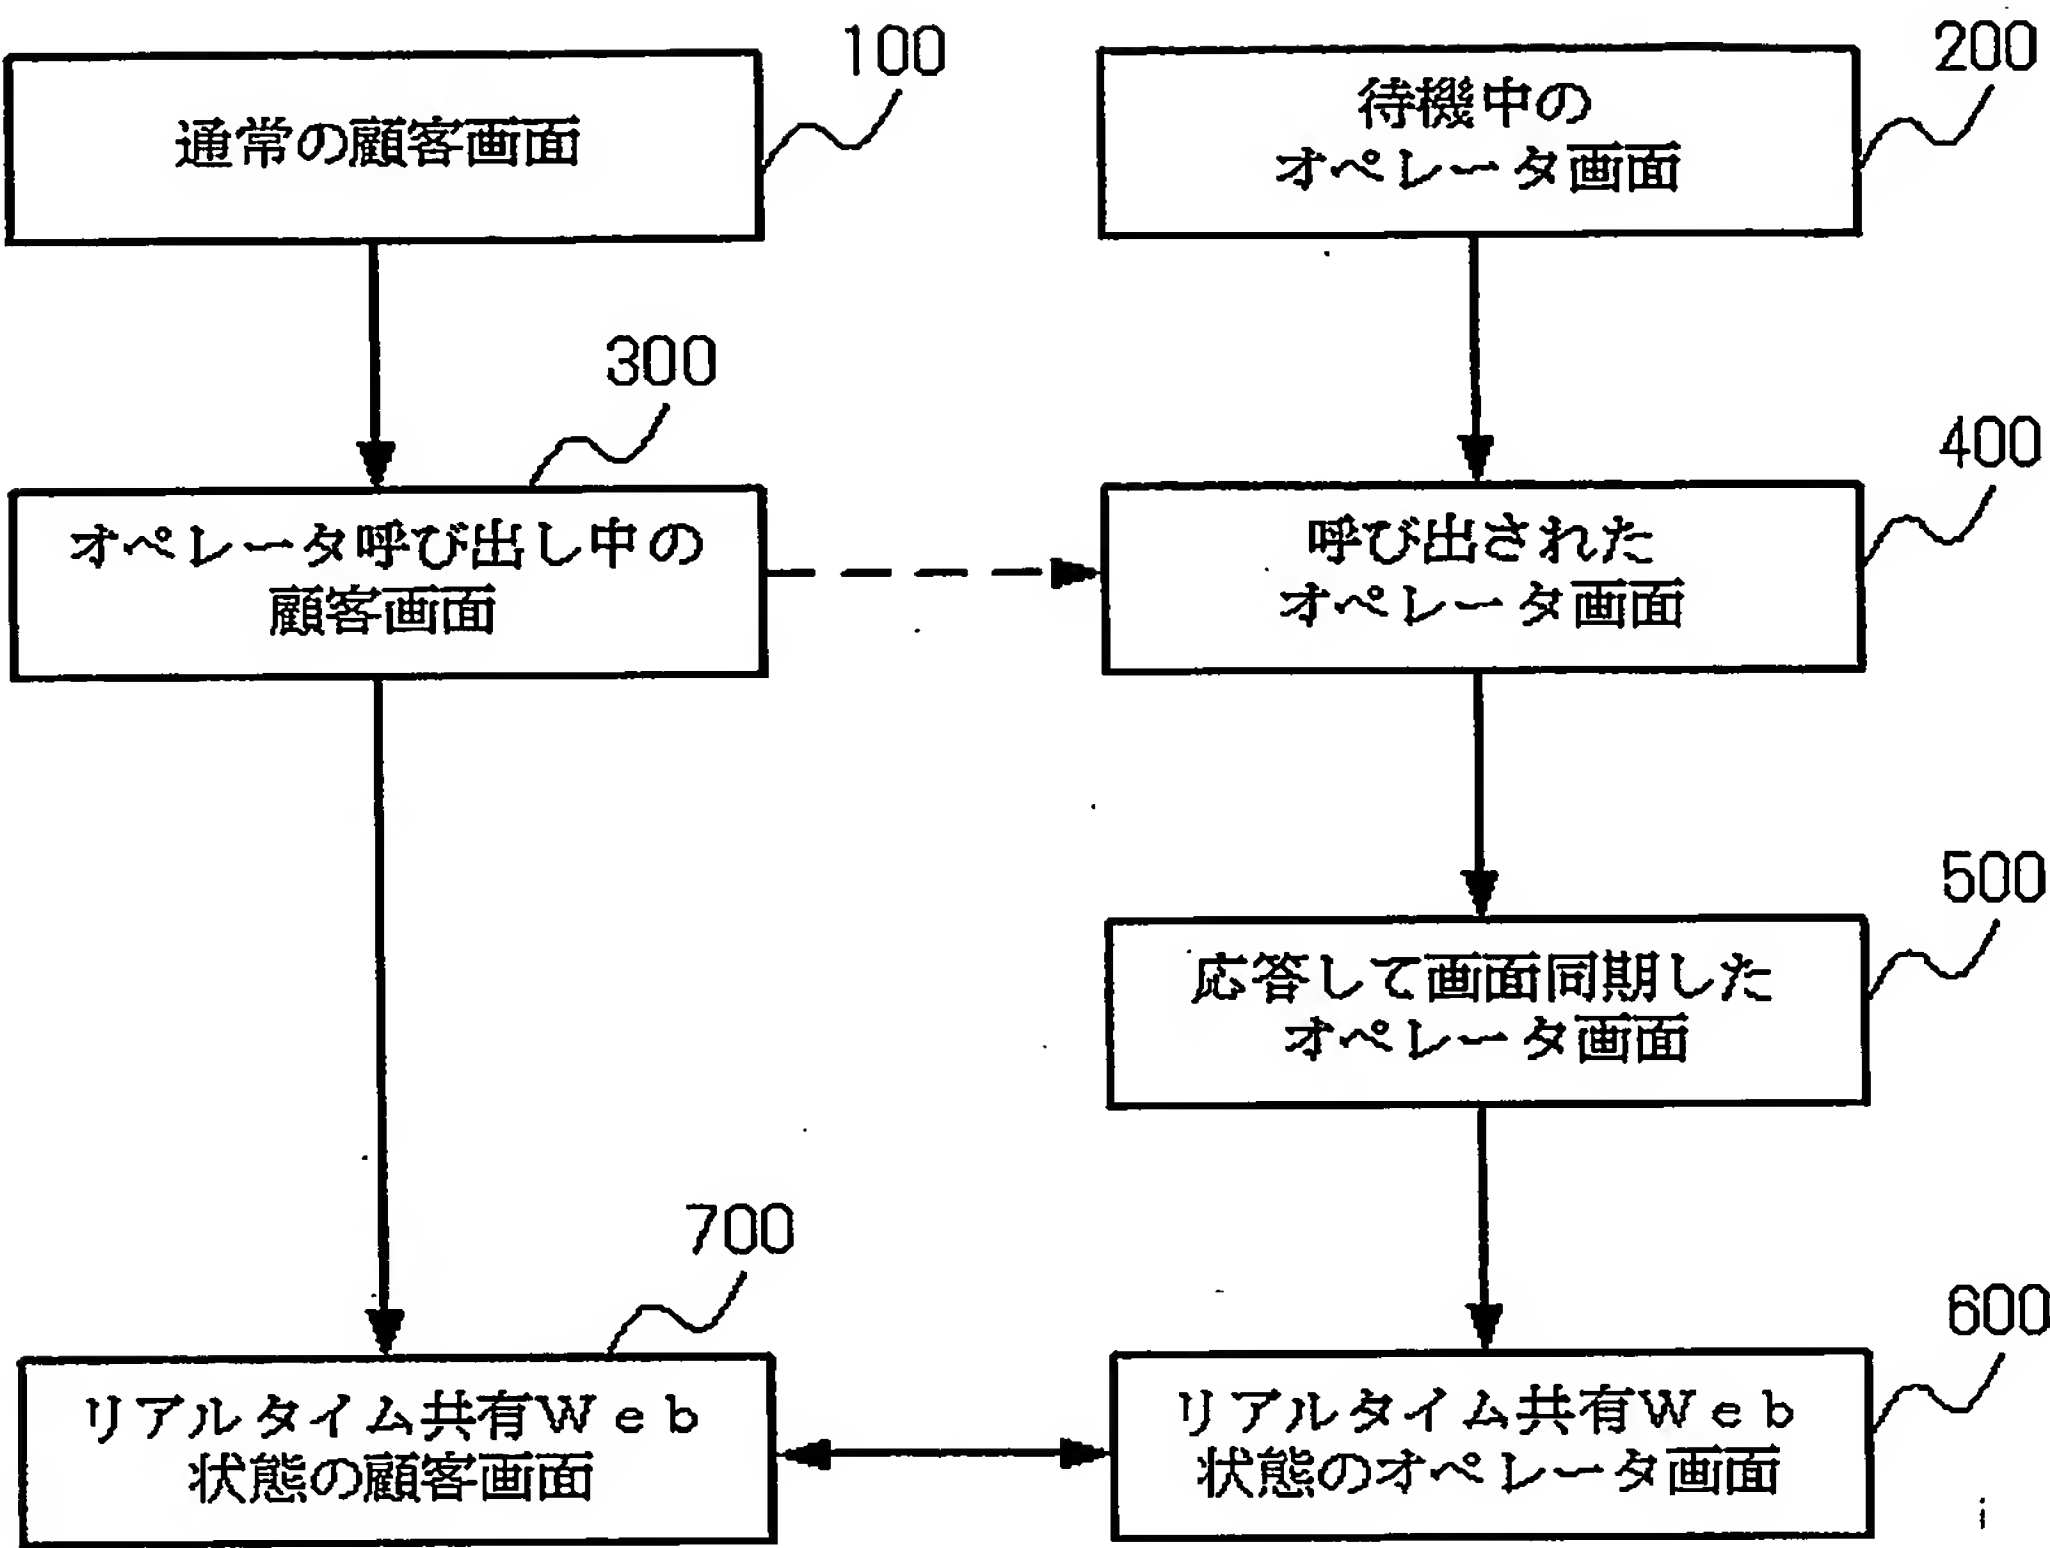 100
通常の顧客画面
200
待機中の
オペレータ画面
300
オペレータ呼び出し中の
顧客画面
400
呼び出された
オペレータ画面
500
応答して画面同期した
オペレータ画面
700
リアルタイム共有Ｗｅｂ
状態の顧客画面
600
リアルタイム共有Ｗｅｂ
状態のオペレータ画面